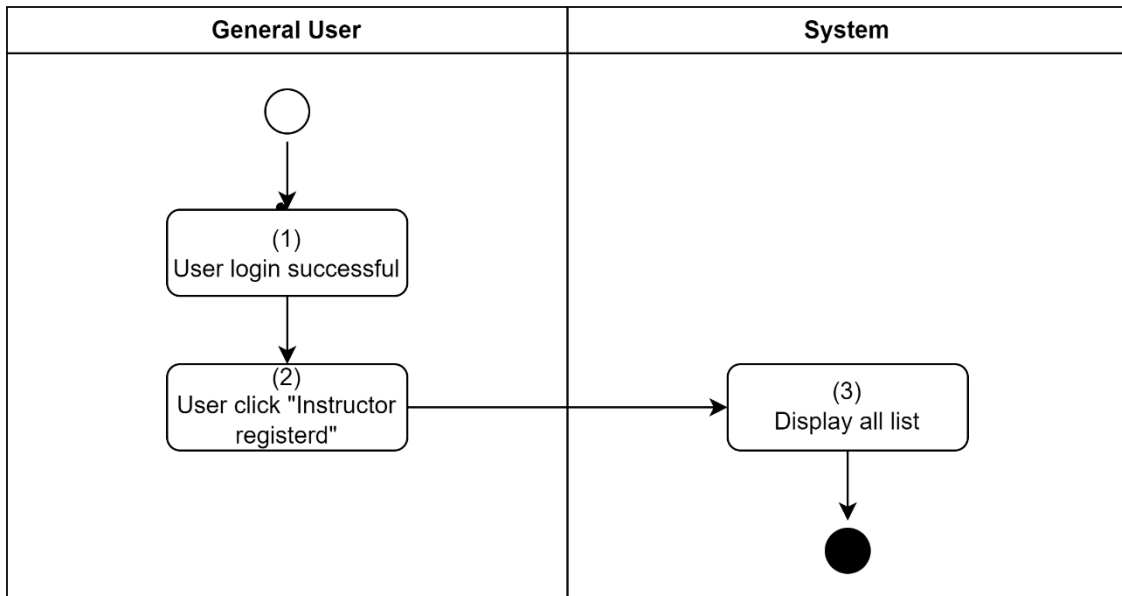 General User
System
(1)
User login successful
(2)
User click "Instructor
registerd"
(3)
Display all list